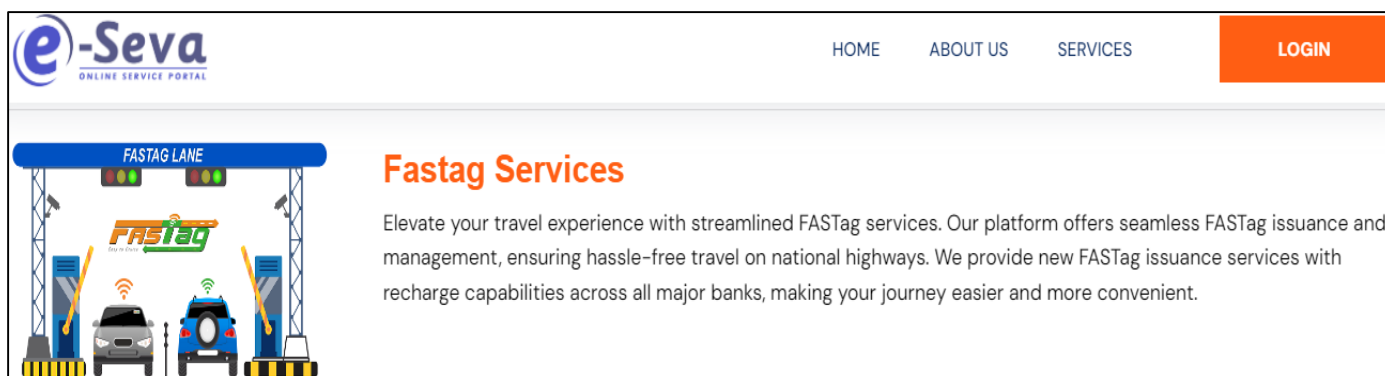 e-Seva
ONLINE SERVICE PORTAL
HOME ABOUT US SERVICES LOGIN
FASTAG LANE
FASTag
Fastag Services
Elevate your travel experience with streamlined FASTag services. Our platform offers seamless FASTag issuance and
management, ensuring hassle-free travel on national highways. We provide new FASTag issuance services with
recharge capabilities across all major banks, making your journey easier and more convenient.